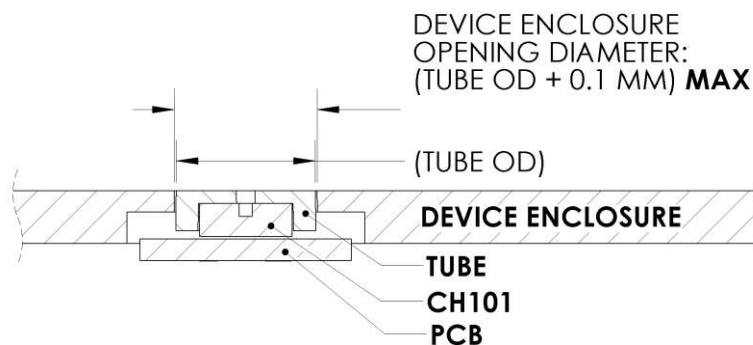 DEVICE ENCLOSURE
OPENING DIAMETER:
(TUBE OD + 0.1 MM) MAX
(TUBE OD)
DEVICE ENCLOSURE
TUBE
CH101
PCB